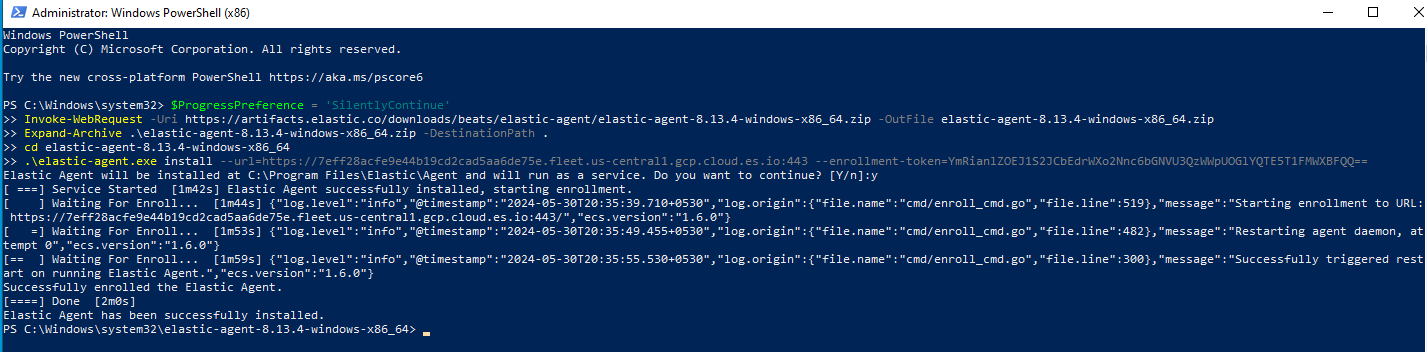 Administrator: Windows PowerShell (x86)
Windows PowerShell
Copyright (C) Microsoft Corporation. All rights reserved.
Try the new cross-platform PowerShell https://aka.ms/pscore6
PS C:\Windows\system32> $ProgressPreference = 'SilentlyContinue'
>> Invoke-WebRequest -Uri https://artifacts.elastic.co/downloads/beats/elastic-agent/elastic-agent-8.13.4-windows-x86_64.zip -OutFile elastic-agent-8.13.4-windows-x86_64.zip
>> Expand-Archive .\elastic-agent-8.13.4-windows-x86_64.zip -DestinationPath .
>> cd elastic-agent-8.13.4-windows-x86_64
>> .\elastic-agent.exe install --url=https://7eff28acfe9e44b19cd2cad5aa6de75e.fleet.us-central1.gcp.cloud.es.io:443 --enrollment-token=YmRianlZOEJ1S2JCbEdrWXo2Nnc6bGNVU3QzWWpUOGlYQTE5T1FMWXBFQQ==
Elastic Agent will be installed at C:\Program Files\Elastic\Agent and will run as a service. Do you want to continue? [Y/n]:y
[ ===] Service Started  [1m42s] Elastic Agent successfully installed, starting enrollment.
[    ] Waiting For Enroll...  [1m44s] {"log.level":"info","@timestamp":"2024-05-30T20:35:39.710+0530","log.origin":{"file.name":"cmd/enroll_cmd.go","file.line":519},"message":"Starting enrollment to URL:
https://7eff28acfe9e44b19cd2cad5aa6de75e.fleet.us-central1.gcp.cloud.es.io:443/","ecs.version":"1.6.0"}
[   =] Waiting For Enroll...  [1m53s] {"log.level":"info","@timestamp":"2024-05-30T20:35:49.455+0530","log.origin":{"file.name":"cmd/enroll_cmd.go","file.line":482},"message":"Restarting agent daemon, at
tempt 0","ecs.version":"1.6.0"}
[==  ] Waiting For Enroll...  [1m59s] {"log.level":"info","@timestamp":"2024-05-30T20:35:55.530+0530","log.origin":{"file.name":"cmd/enroll_cmd.go","file.line":300},"message":"Successfully triggered rest
art on running Elastic Agent.","ecs.version":"1.6.0"}
Successfully enrolled the Elastic Agent.
[====] Done  [2m0s]
Elastic Agent has been successfully installed.
PS C:\Windows\system32\elastic-agent-8.13.4-windows-x86_64>